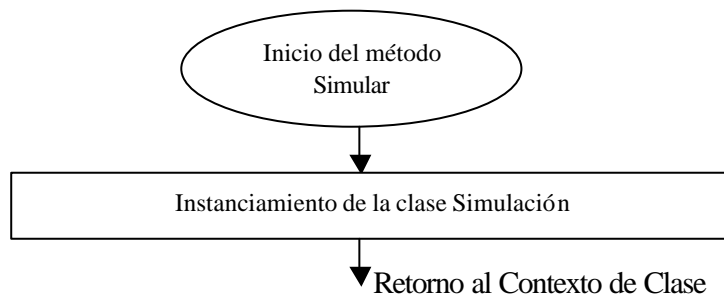 Inicio del método
Simular
Instanciamiento de la clase Simulación
Retorno al Contexto de Clase